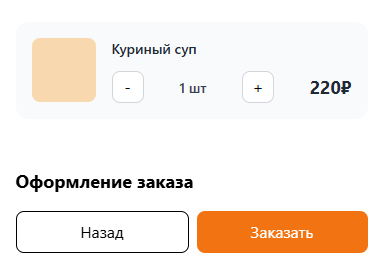 Куриный суп
- 1 шт + 220₽
Оформление заказа
Назад Заказать